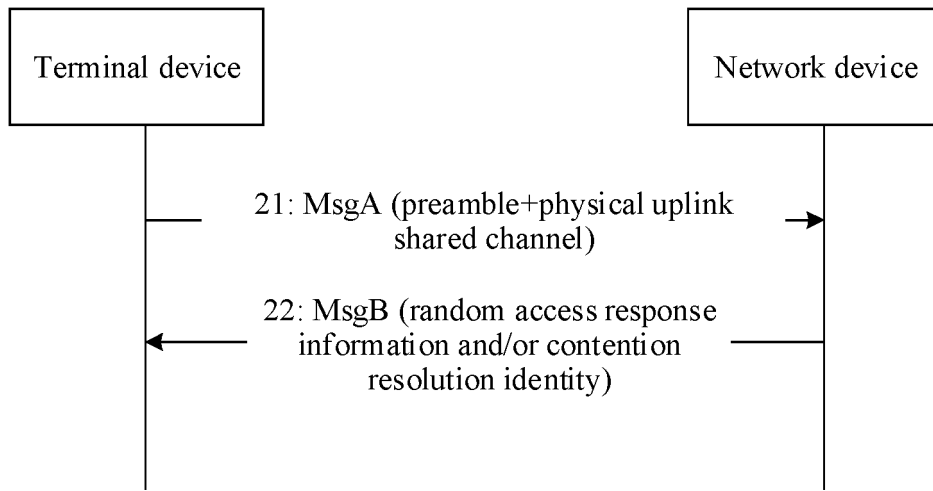 Terminal device
Network device
21: MsgA (preamble+physical uplink
shared channel)
22: MsgB (random access response
information and/or contention
resolution identity)